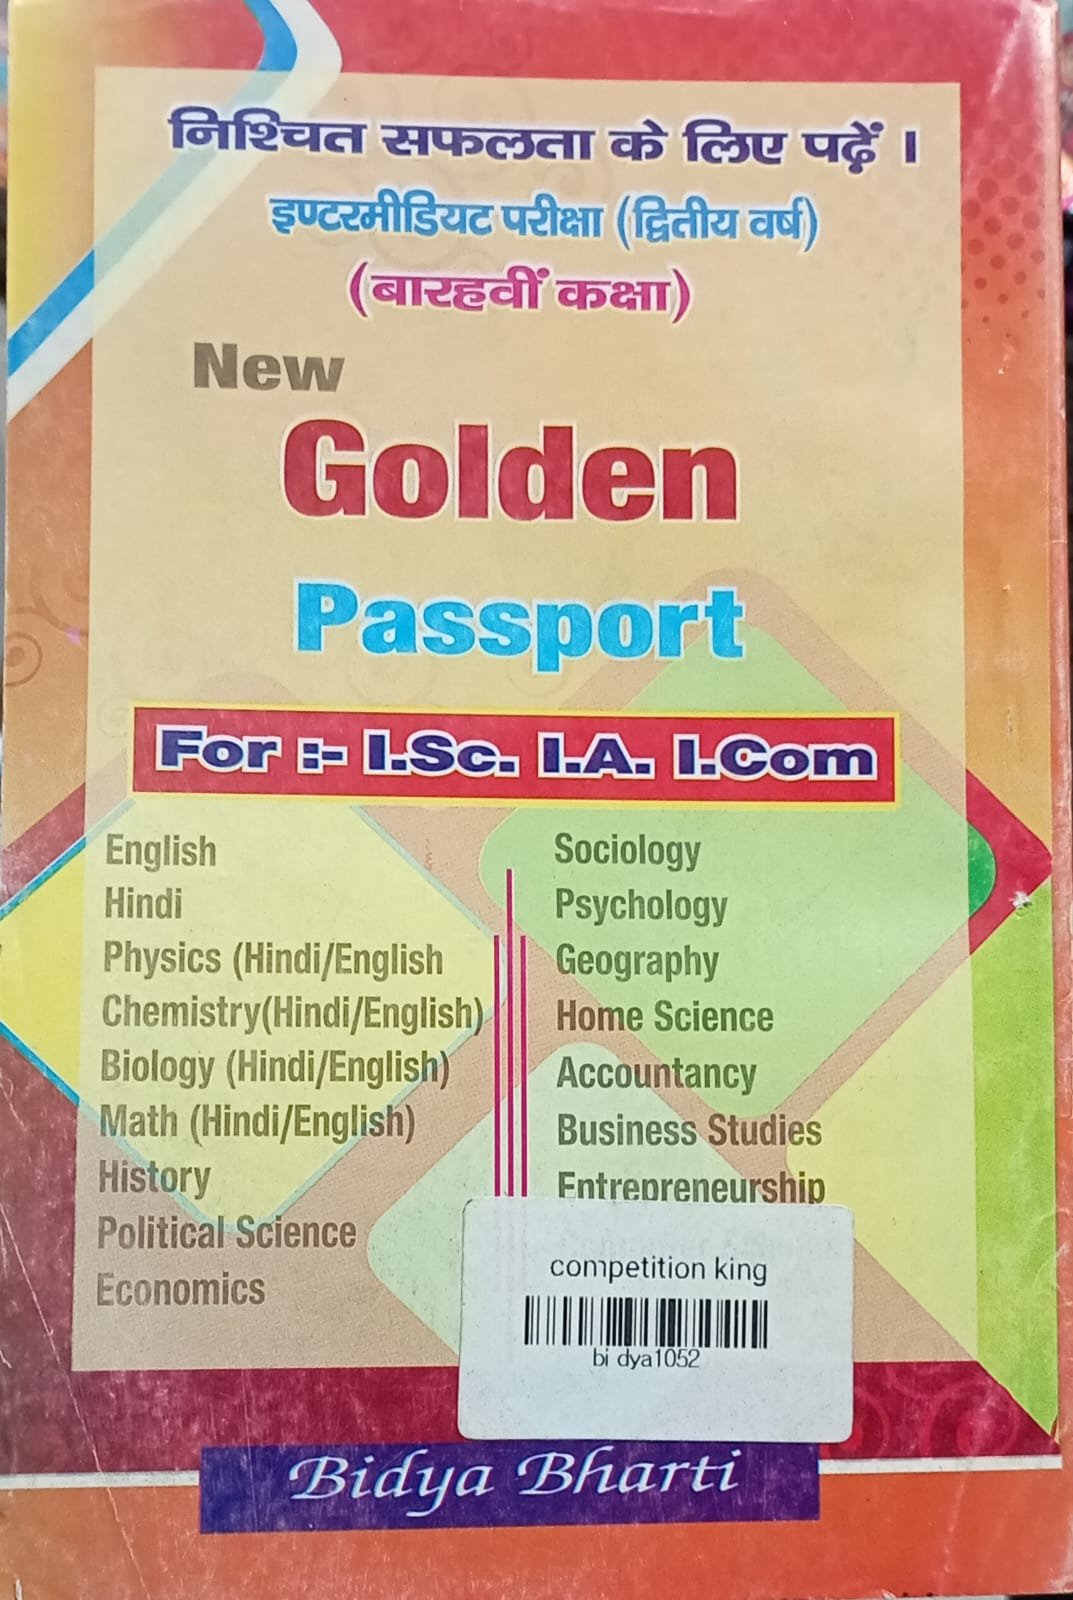 निश्चित सफलता के लिए पढ़ें ।
इण्टरमीडियट परीक्षा (द्वितीय वर्ष)
(बारहवीं कक्षा)
New
Golden
Passport
For :- I.Sc. I.A. I.Com
English
Hindi
Physics (Hindi/English
Chemistry(Hindi/English)
Biology (Hindi/English)
Math (Hindi/English)
History
Political Science
Economics
Sociology
Psychology
Geography
Home Science
Accountancy
Business Studies
Entrepreneurship
competition king
bi dya1052
Bidya Bharti